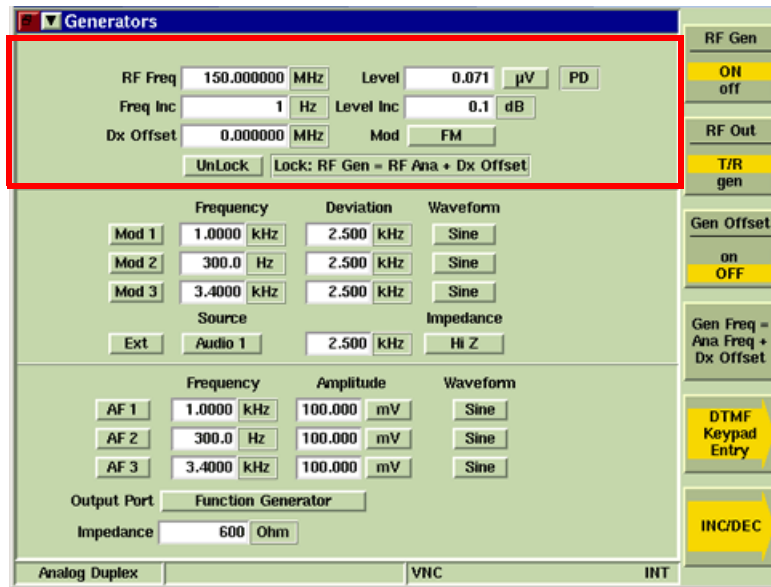 Generators
RF Freq 150.000000 MHz Level 0.071 µV PD
Freq Inc 1 Hz Level Inc 0.1 dB
Dx Offset 0.000000 MHz Mod FM
UnLock Lock: RF Gen = RF Ana + Dx Offset
Frequency Deviation Waveform
Mod 1 1.0000 kHz 2.500 kHz Sine
Mod 2 300.0 Hz 2.500 kHz Sine
Mod 3 3.4000 kHz 2.500 kHz Sine
Source Impedance
Ext Audio 1 2.500 kHz Hi Z
Frequency Amplitude Waveform
AF 1 1.0000 kHz 100.000 mV Sine
AF 2 300.0 Hz 100.000 mV Sine
AF 3 3.4000 kHz 100.000 mV Sine
Output Port Function Generator
Impedance 600 Ohm
Analog Duplex VNC INT
RF Gen
ON
off
RF Out
T/R
gen
Gen Offset
on
OFF
Gen Freq =
Ana Freq +
Dx Offset
DTMF
Keypad
Entry
INC/DEC